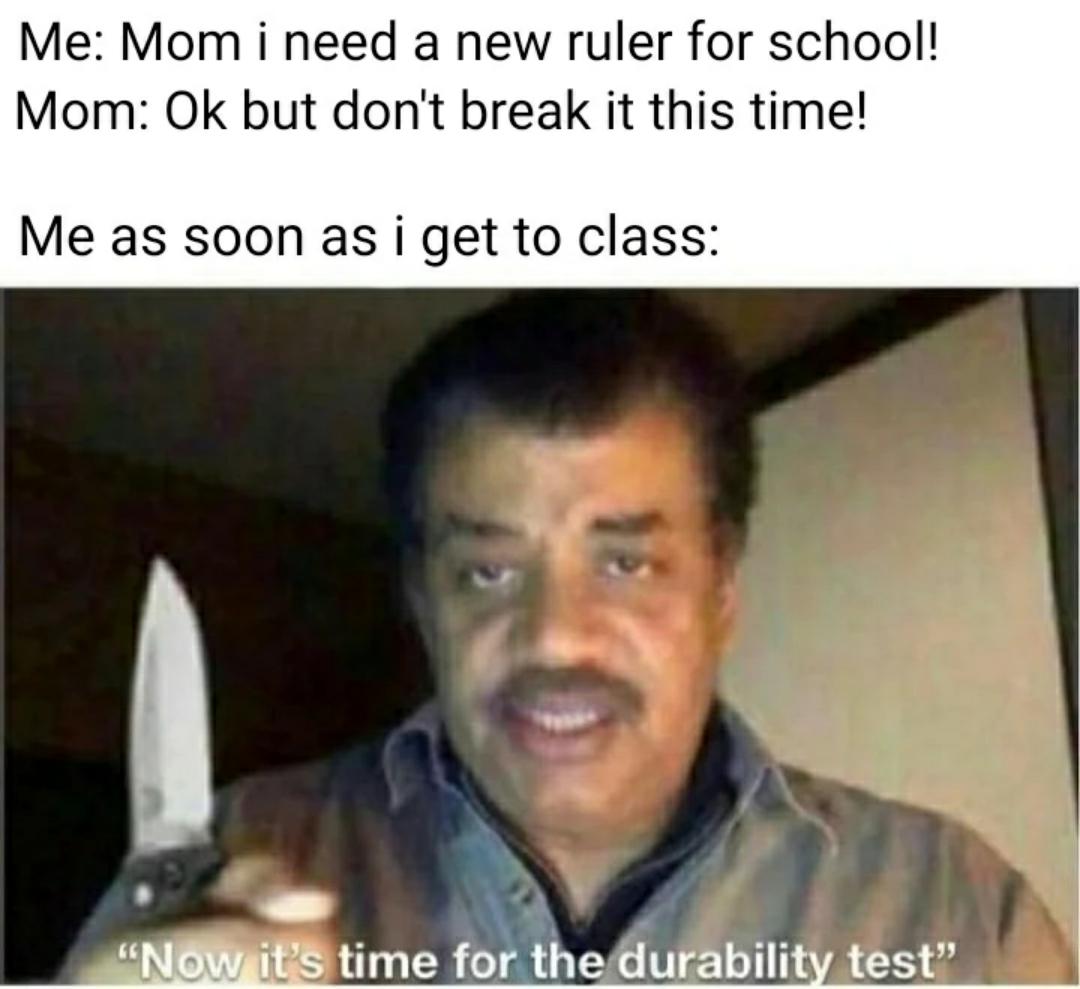 Me: Mom i need a new ruler for school!
Mom: Ok but don't break it this time!
Me as soon as i get to class:
“Now it’s time for the durability test”